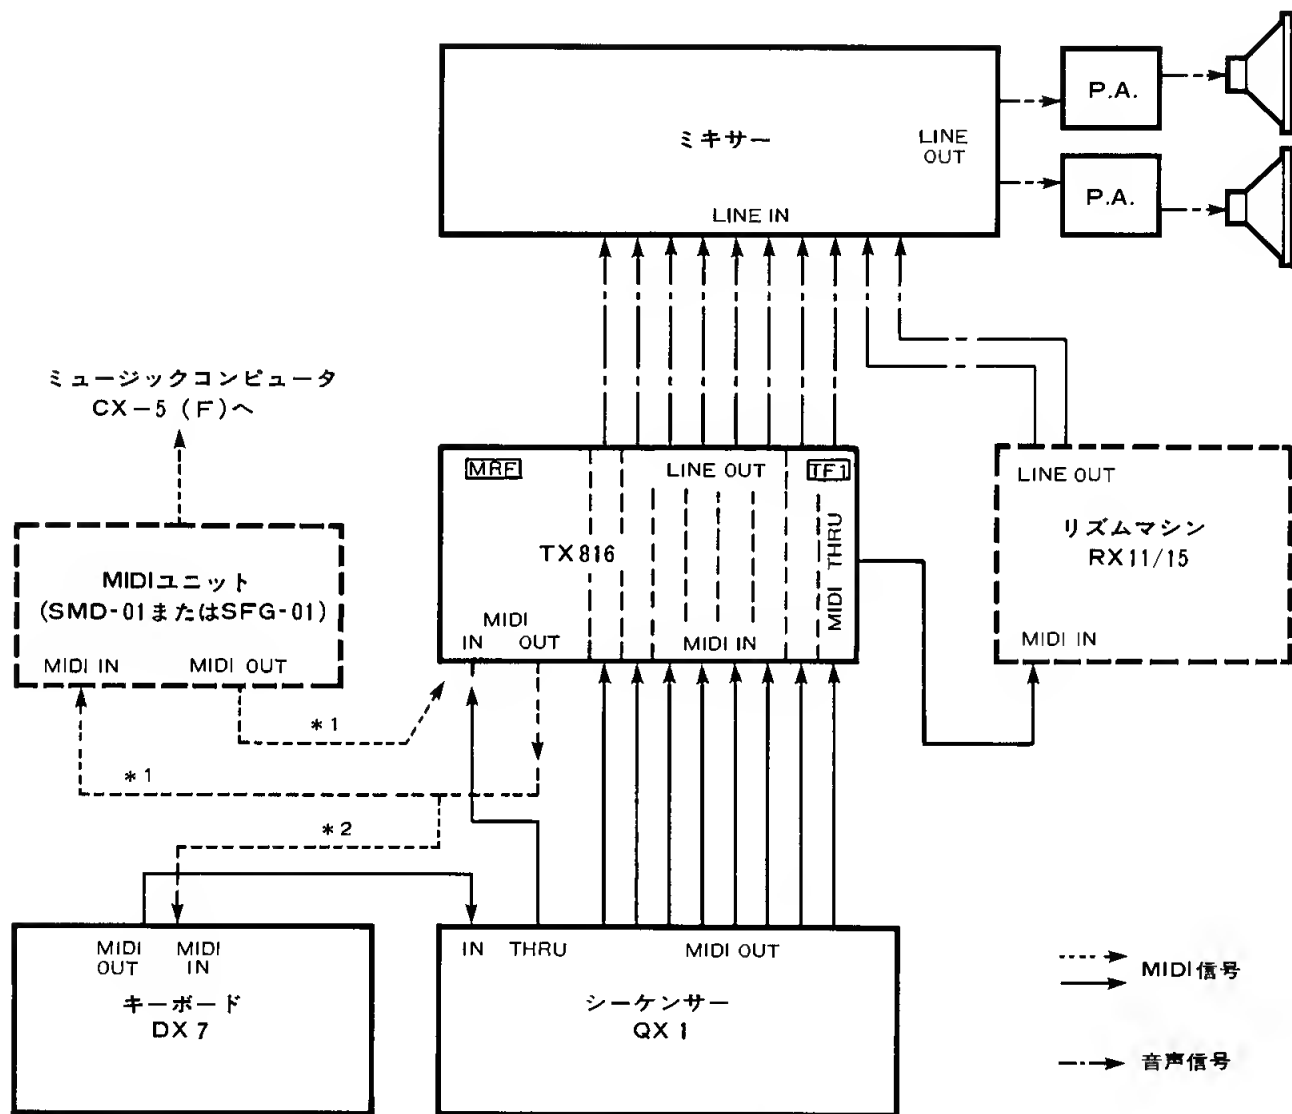 ミキサー
LINE
OUT
LINE IN
P.A.
P.A.
ミュージックコンピュータ
CX-5 (F)へ
MIDIユニット
(SMD-01またはSFG-01)
MIDI IN
MIDI OUT
*1
*1
*2
MRF
LINE OUT
TF1
TX816
MIDI THRU
MIDI
IN
OUT
MIDI IN
LINE OUT
リズムマシン
RX11/15
MIDI IN
MIDI
OUT
MIDI
IN
キーボード
DX7
IN
THRU
MIDI OUT
シーケンサー
QX1
MIDI信号
音声信号